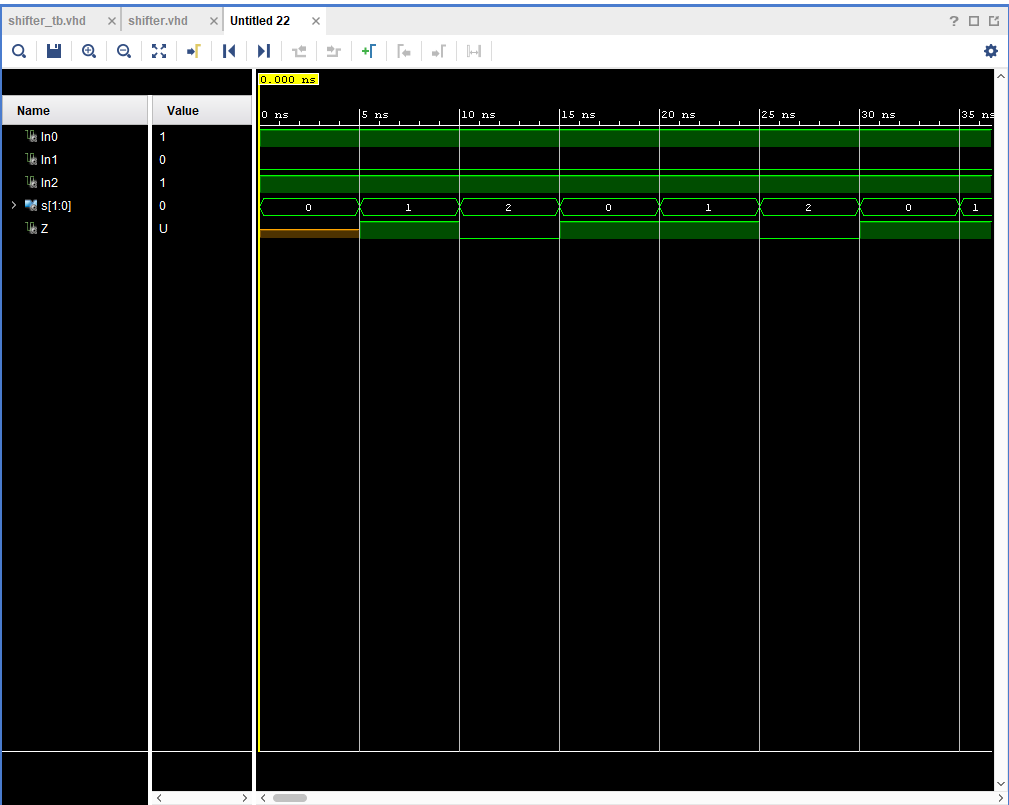 shifter_tb.vhd × shifter.vhd × Untitled 22 × ?
0.000 ns
Name Value
0 ns 5 ns 10 ns 15 ns 20 ns 25 ns 30 ns 35 ns
In0 1
In1 0
In2 1
s[1:0] 0 0 1 2 0 1 2 0 1
Z U